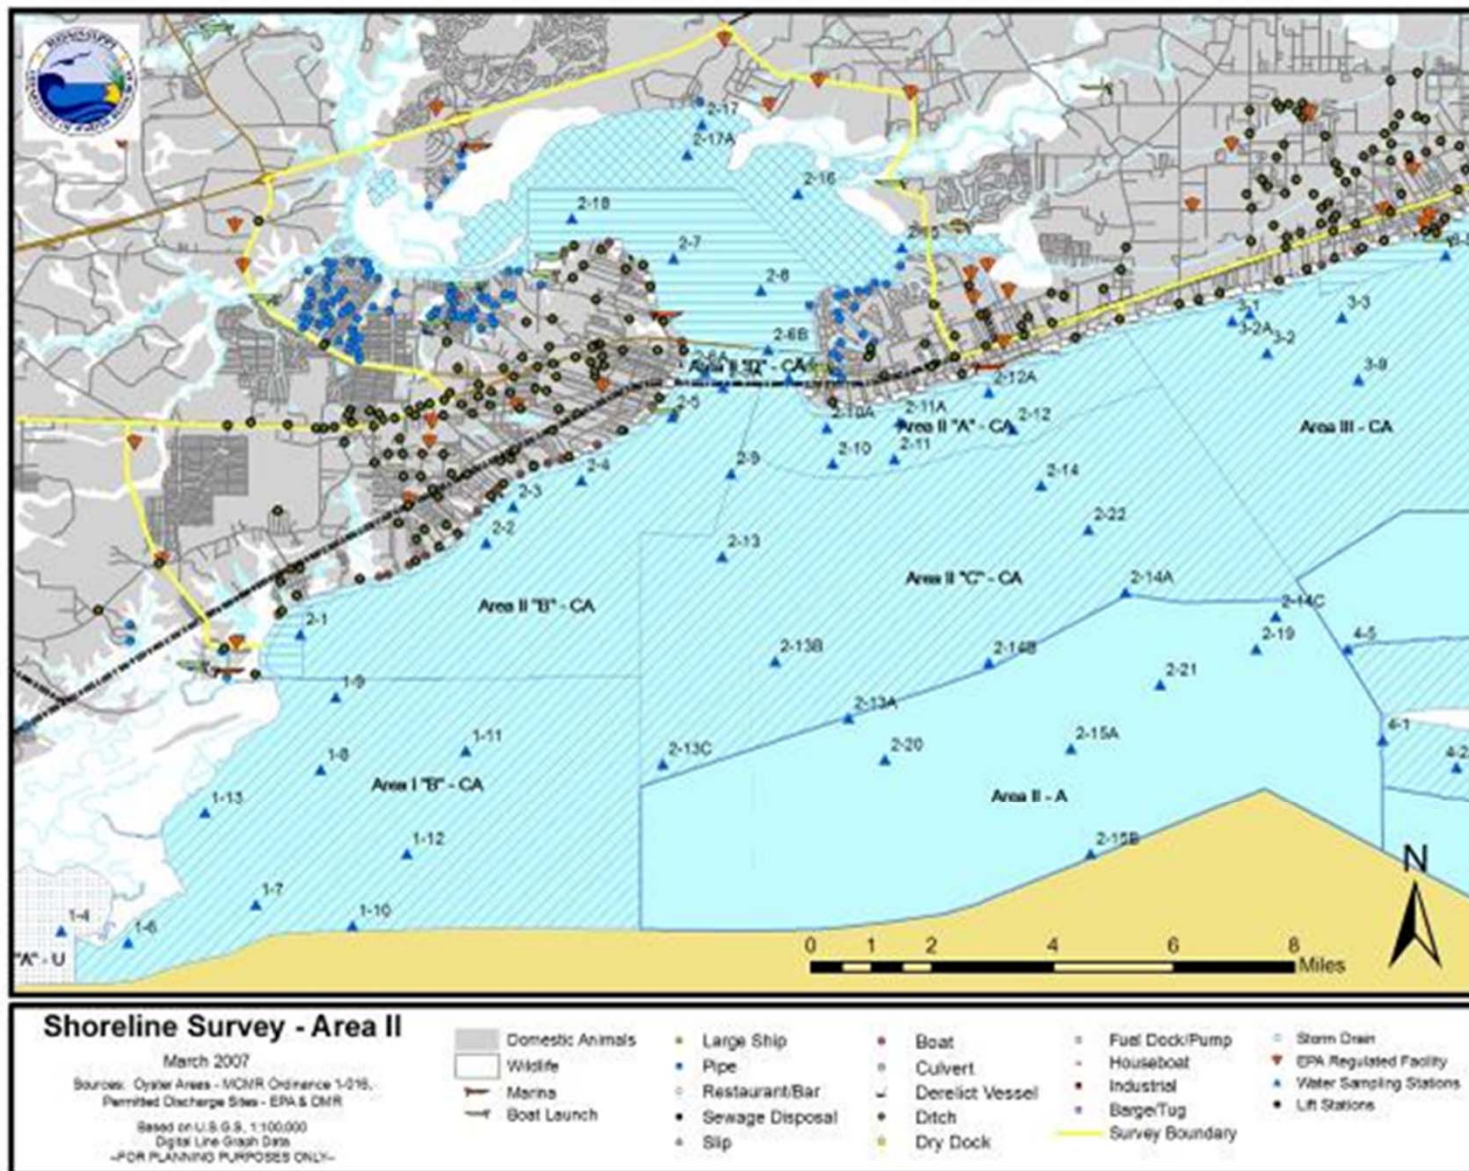 MISSISSIPPI
2-17
2-17A
2-16
2-18
2-7
2-8
3-1
3-3
3-2A
3-2
2-6B
2-6A
Area II "D" - CA
2-12A
3-9
2-5
2-10A
2-11A
2-12
Area II "A" - CA
Area III - CA
2-10
2-11
2-9
2-4
2-14
2-3
2-22
2-2
2-13
Area II "C" - CA
2-14A
Area II "B" - CA
2-14C
2-1
2-19
4-5
2-13B
2-14B
2-21
1-9
2-13A
4-1
1-11
2-13C
2-20
2-15A
4-2
1-8
Area I "B" - CA
Area II - A
1-13
1-12
2-15B
N
1-7
1-10
1-4
1-6
"A" - U
0 1 2 4 6 8
Miles
Shoreline Survey - Area II
March 2007
Sources: Oyster Areas - MCMR Ordinance 1-016,
Permitted Discharge Sites - EPA & DMR
Based on U.S.G.S. 1:100,000
Digital Line Graph Data
--FOR PLANNING PURPOSES ONLY--
Domestic Animals
Wildlife
Marina
Boat Launch
Large Ship
Pipe
Restaurant/Bar
Sewage Disposal
Slip
Boat
Culvert
Derelict Vessel
Ditch
Dry Dock
Fuel Dock/Pump
Houseboat
Industrial
Barge/Tug
Survey Boundary
Storm Drain
EPA Regulated Facility
Water Sampling Stations
Lift Stations